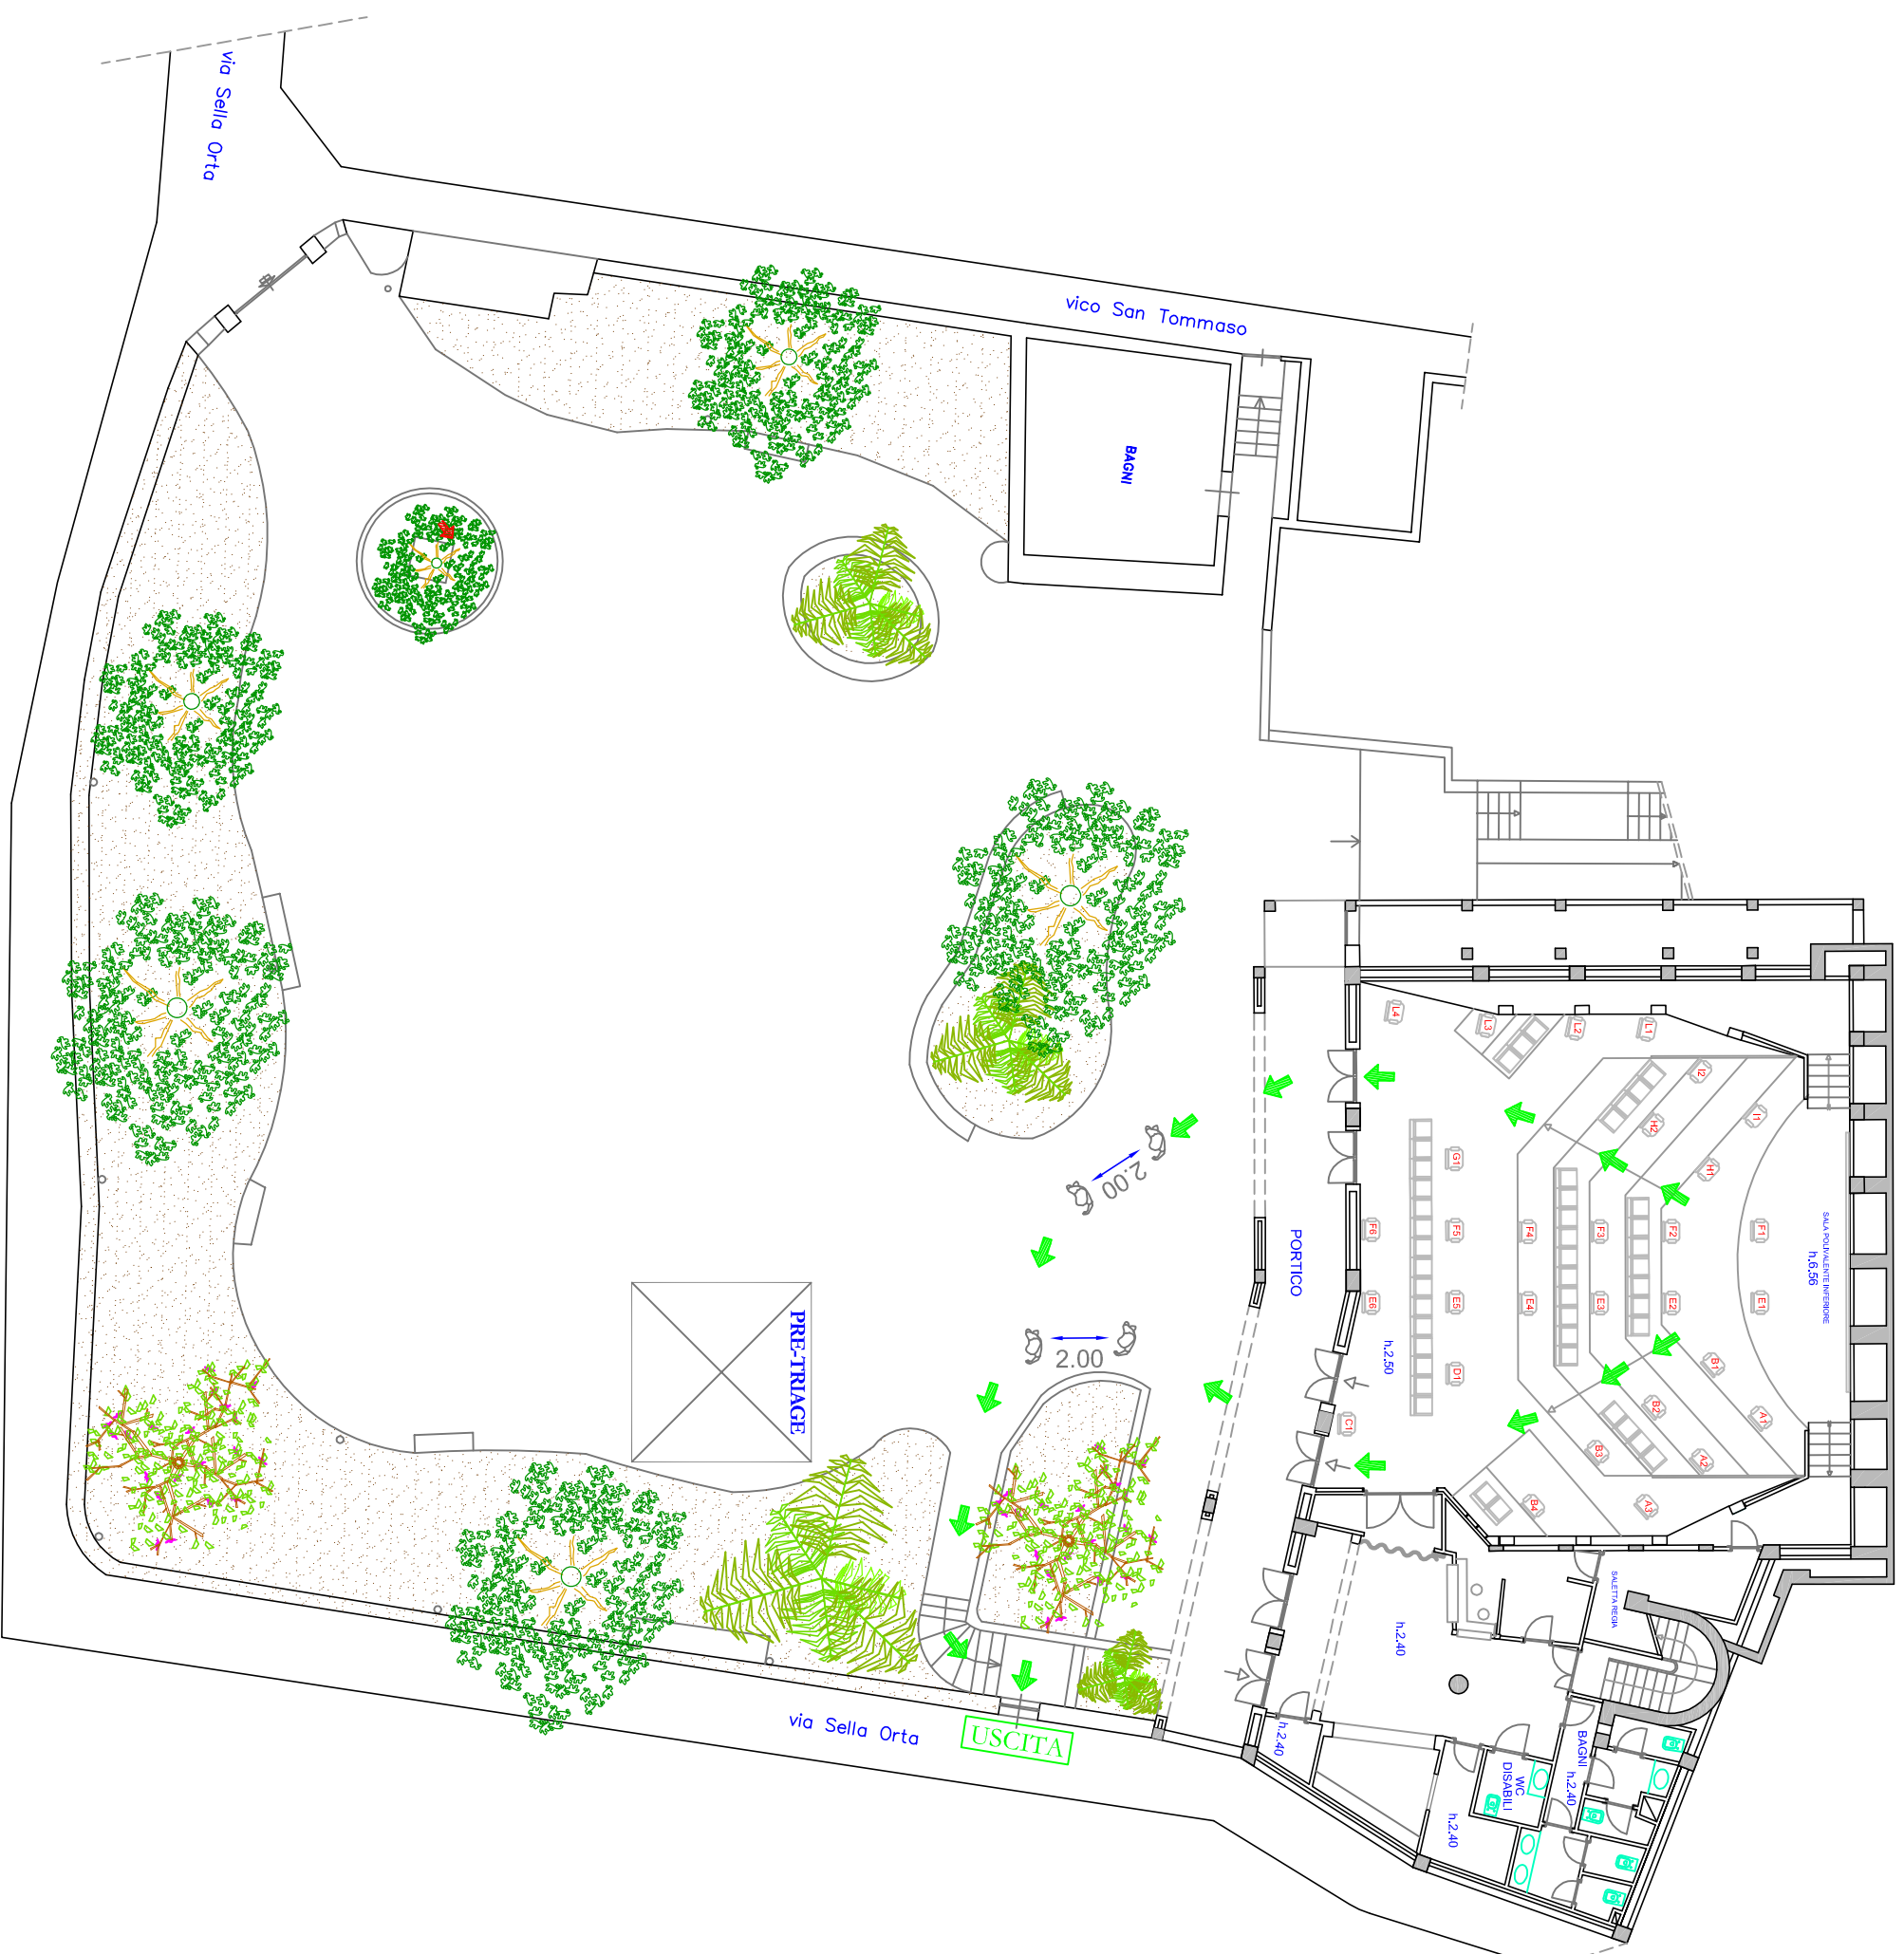 via Sella Orta
vico San Tommaso
BAGNI
L4
L3
L2
L1
I2
I1
H2
H1
G1
F6
F5
F4
F3
F2
F1
E6
E5
E4
E3
E2
E1
D1
C1
B1
B2
B3
B4
A1
A2
A3
SALA POLIVALENTE INFERIORE
h.6.56
PORTICO
h.2.50
2.00
2.00
PRE-TRIAGE
SALETTA REGIA
h.2.40
BAGNI h.2.40
WC
DISABILI
h.2.40
h.2.40
via Sella Orta
USCITA